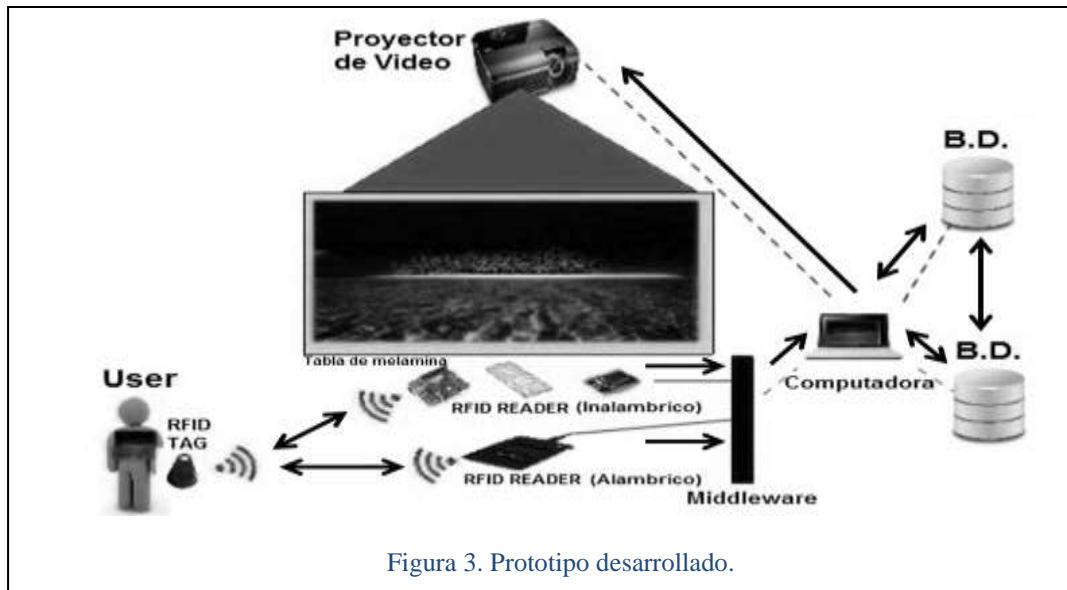 Proyector
de Video
B.D.
Tabla de melamina
User
RFID
TAG
RFID READER (Inalambrico)
RFID READER (Alambrico)
Middleware
Computadora
B.D.
Figura 3. Prototipo desarrollado.